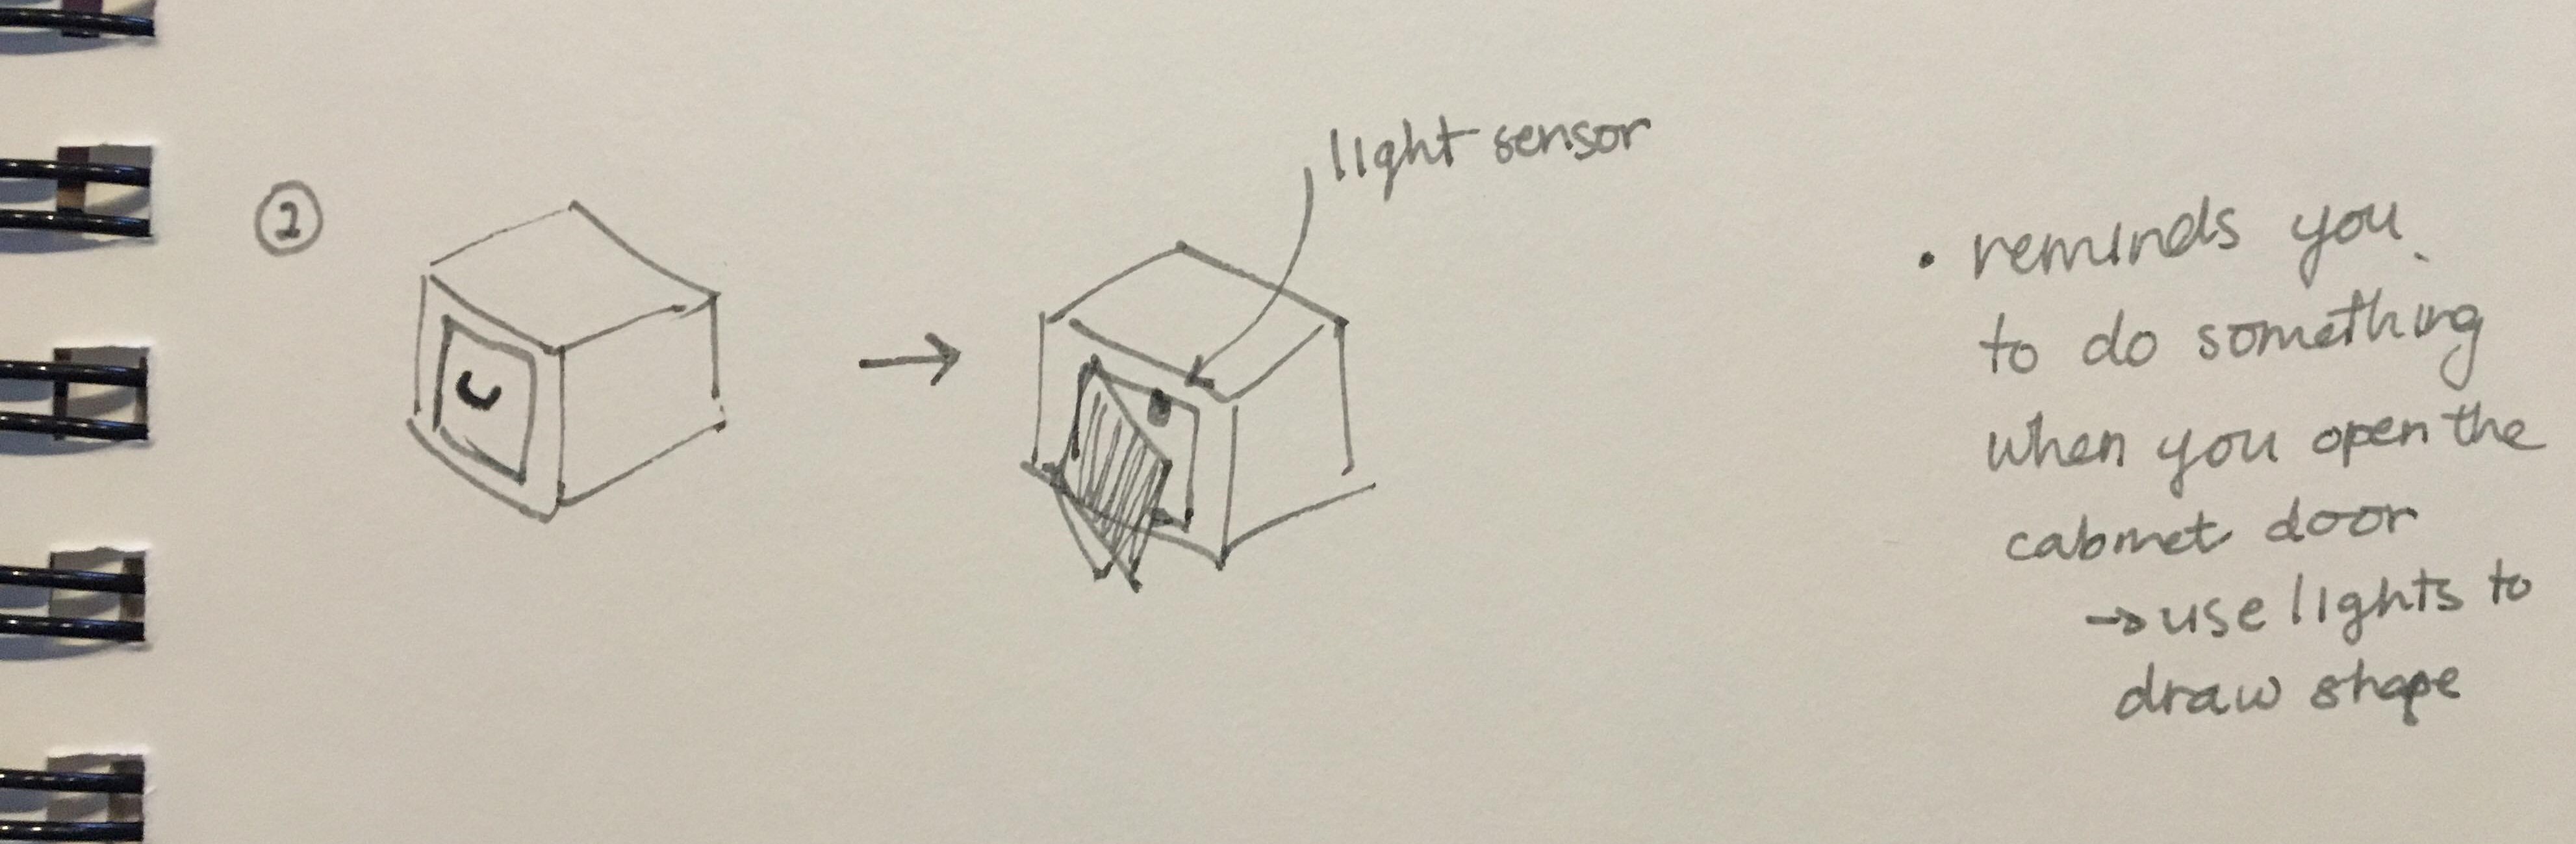 2
light sensor
• reminds you
to do something
when you open the
cabinet door
→ use lights to
draw shape